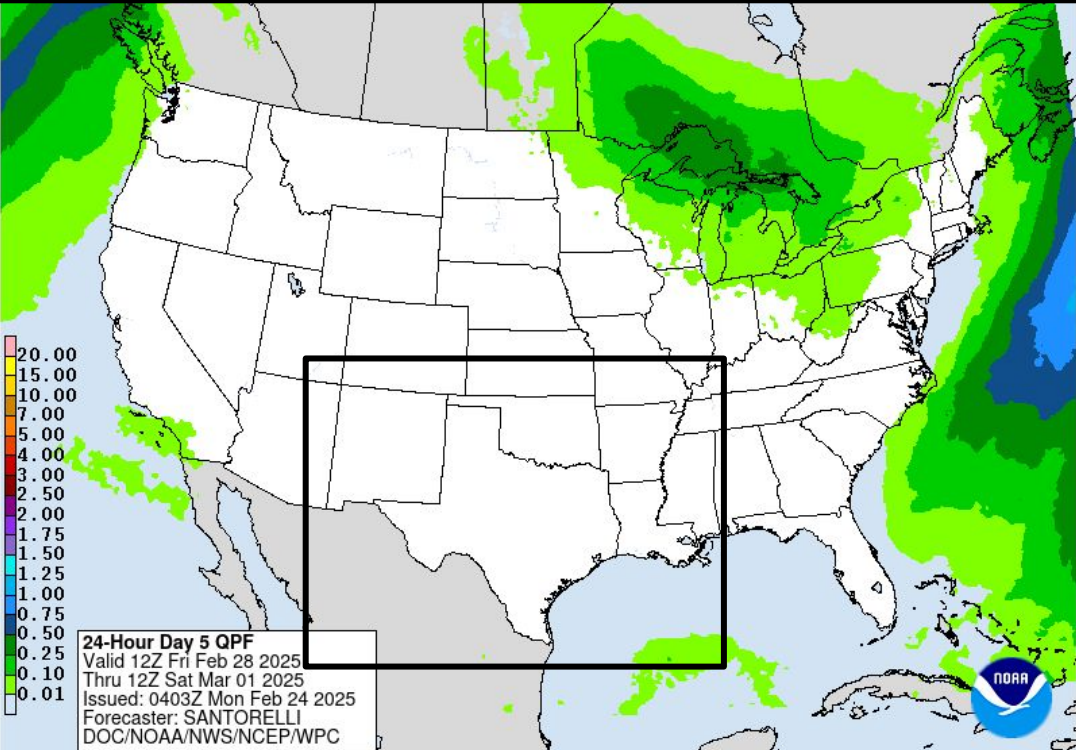 20.00
15.00
10.00
7.00
5.00
4.00
3.00
2.50
2.00
1.75
1.50
1.25
1.00
0.75
0.50
0.25
0.10
0.01
24-Hour Day 5 QPF
Valid 12Z Fri Feb 28 2025
Thru 12Z Sat Mar 01 2025
Issued: 0403Z Mon Feb 24 2025
Forecaster: SANTORELLI
DOC/NOAA/NWS/NCEP/WPC
NOAA